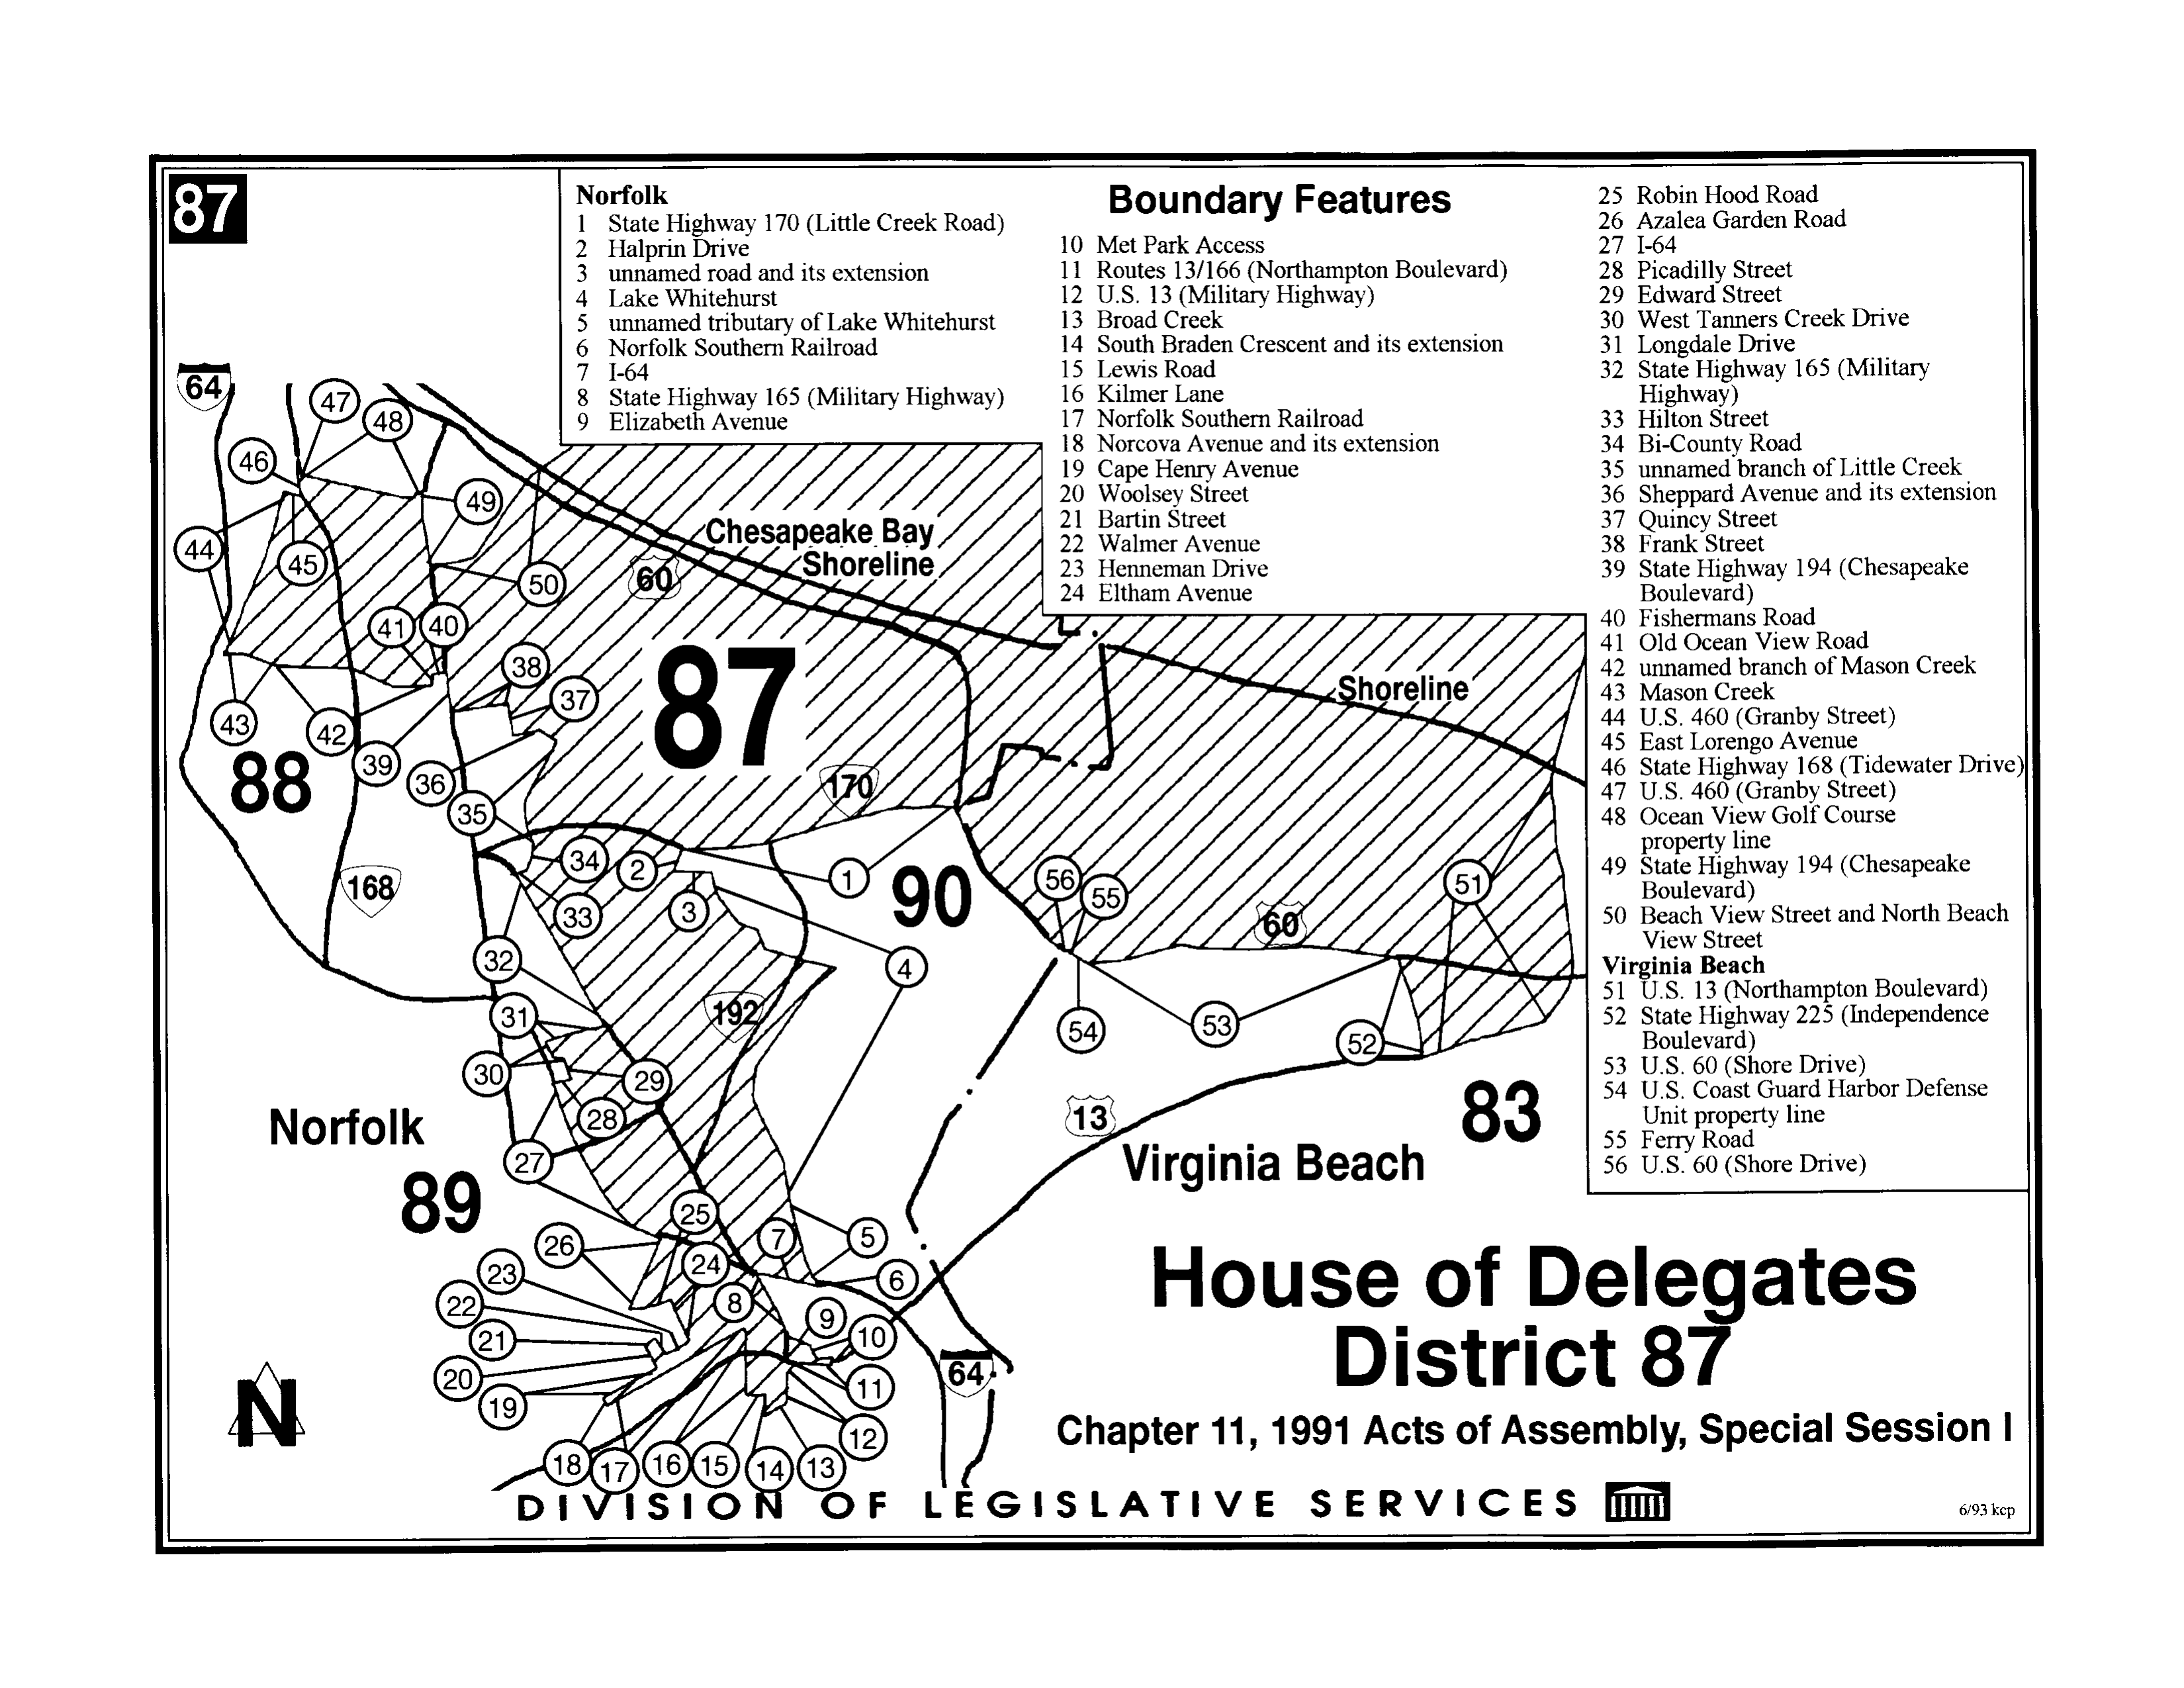 87
Norfolk
1 State Highway 170 (Little Creek Road)
2 Halprin Drive
3 unnamed road and its extension
4 Lake Whitehurst
5 unnamed tributary of Lake Whitehurst
6 Norfolk Southern Railroad
7 I-64
8 State Highway 165 (Military Highway)
9 Elizabeth Avenue
Boundary Features
10 Met Park Access
11 Routes 13/166 (Northampton Boulevard)
12 U.S. 13 (Military Highway)
13 Broad Creek
14 South Braden Crescent and its extension
15 Lewis Road
16 Kilmer Lane
17 Norfolk Southern Railroad
18 Norcova Avenue and its extension
19 Cape Henry Avenue
20 Woolsey Street
21 Bartin Street
22 Walmer Avenue
23 Henneman Drive
24 Eltham Avenue
25 Robin Hood Road
26 Azalea Garden Road
27 I-64
28 Picadilly Street
29 Edward Street
30 West Tanners Creek Drive
31 Longdale Drive
32 State Highway 165 (Military
Highway)
33 Hilton Street
34 Bi-County Road
35 unnamed branch of Little Creek
36 Sheppard Avenue and its extension
37 Quincy Street
38 Frank Street
39 State Highway 194 (Chesapeake
Boulevard)
40 Fishermans Road
41 Old Ocean View Road
42 unnamed branch of Mason Creek
43 Mason Creek
44 U.S. 460 (Granby Street)
45 East Lorengo Avenue
46 State Highway 168 (Tidewater Drive)
47 U.S. 460 (Granby Street)
48 Ocean View Golf Course
property line
49 State Highway 194 (Chesapeake
Boulevard)
50 Beach View Street and North Beach
View Street
Virginia Beach
51 U.S. 13 (Northampton Boulevard)
52 State Highway 225 (Independence
Boulevard)
53 U.S. 60 (Shore Drive)
54 U.S. Coast Guard Harbor Defense
Unit property line
55 Ferry Road
56 U.S. 60 (Shore Drive)
64
47
48
46
49
44
45
Chesapeake Bay
Shoreline
60
50
41
40
38
87
37
Shoreline
43
42
39
88
36
170
35
34
2
1
56
55
51
168
90
33
3
60
32
4
31
192
54
53
52
30
29
28
13
83
Norfolk
27
Virginia Beach
89
25
26
7
5
24
23
6
22
8
9
10
21
20
64
11
19
12
18
17
16
15
14
13
N
House of Delegates
District 87
Chapter 11, 1991 Acts of Assembly, Special Session I
DIVISION OF LEGISLATIVE SERVICES
6/93 kcp